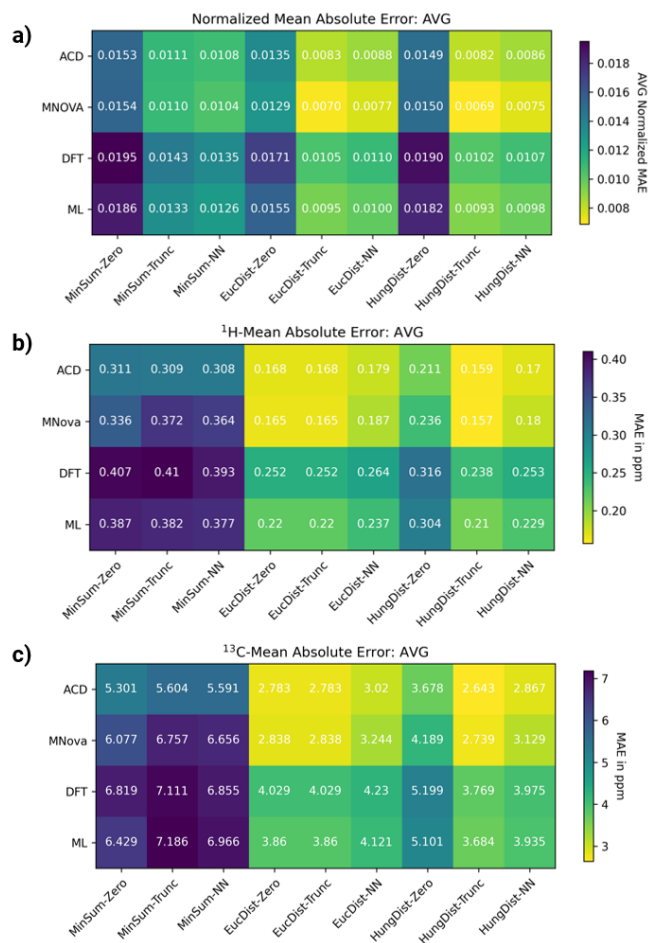 a)
Normalized Mean Absolute Error: AVG
ACD 0.0153 0.0111 0.0108 0.0135 0.0083 0.0088 0.0149 0.0082 0.0086
MNOVA 0.0154 0.0110 0.0104 0.0129 0.0070 0.0077 0.0150 0.0069 0.0075
DFT 0.0195 0.0143 0.0135 0.0171 0.0105 0.0110 0.0190 0.0102 0.0107
ML 0.0186 0.0133 0.0126 0.0155 0.0095 0.0100 0.0182 0.0093 0.0098
MinSum-Zero MinSum-Trunc MinSum-NN EucDist-Zero EucDist-Trunc EucDist-NN HungDist-Zero HungDist-Trunc HungDist-NN
0.018
0.016
0.014
0.012
0.010
0.008
AVG Normalized MAE
b)
¹H-Mean Absolute Error: AVG
ACD 0.311 0.309 0.308 0.168 0.168 0.179 0.211 0.159 0.17
MNova 0.336 0.372 0.364 0.165 0.165 0.187 0.236 0.157 0.18
DFT 0.407 0.41 0.393 0.252 0.252 0.264 0.316 0.238 0.253
ML 0.387 0.382 0.377 0.22 0.22 0.237 0.304 0.21 0.229
MinSum-Zero MinSum-Trunc MinSum-NN EucDist-Zero EucDist-Trunc EucDist-NN HungDist-Zero HungDist-Trunc HungDist-NN
0.40
0.35
0.30
0.25
0.20
MAE in ppm
c)
¹³C-Mean Absolute Error: AVG
ACD 5.301 5.604 5.591 2.783 2.783 3.02 3.678 2.643 2.867
MNova 6.077 6.757 6.656 2.838 2.838 3.244 4.189 2.739 3.129
DFT 6.819 7.111 6.855 4.029 4.029 4.23 5.199 3.769 3.975
ML 6.429 7.186 6.966 3.86 3.86 4.121 5.101 3.684 3.935
MinSum-Zero MinSum-Trunc MinSum-NN EucDist-Zero EucDist-Trunc EucDist-NN HungDist-Zero HungDist-Trunc HungDist-NN
7
6
5
4
3
MAE in ppm